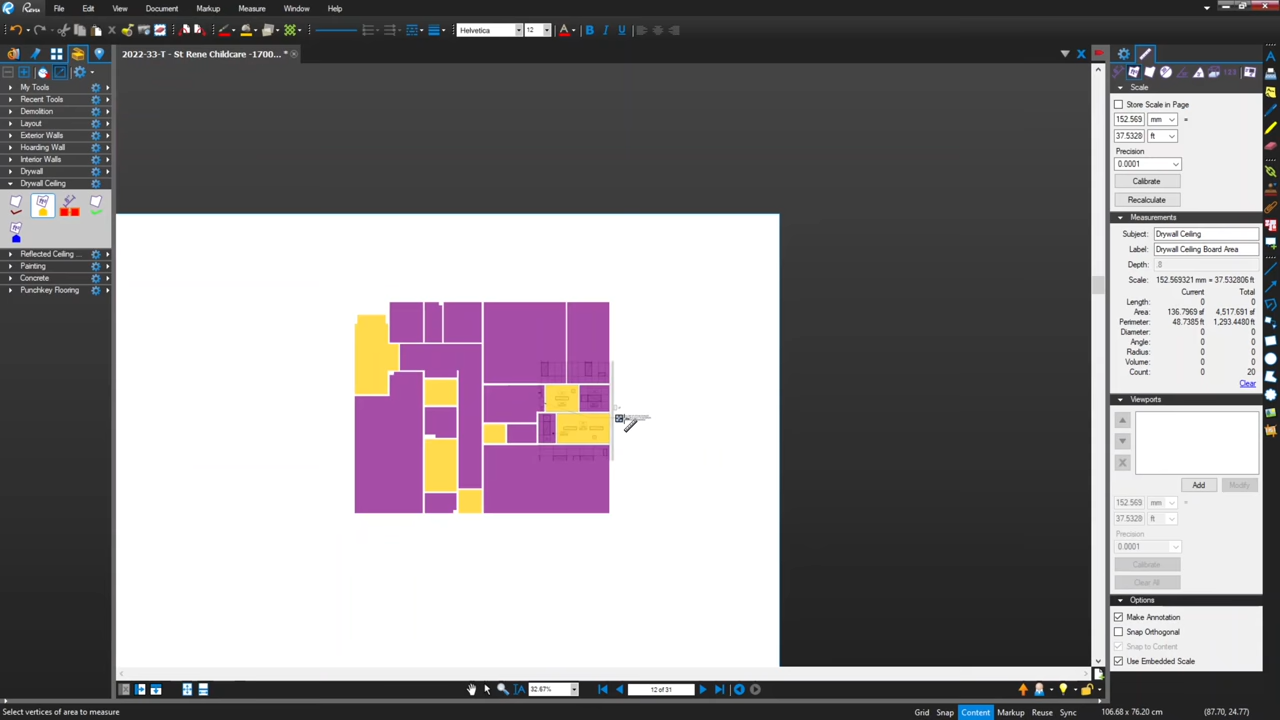 Revu File Edit View Document Markup Measure Window Help
Helvetica 12 B I U
2022-33-T - St Rene Childcare -1700... *
My Tools
Recent Tools
Demolition
Layout
Exterior Walls
Hoarding Wall
Interior Walls
Drywall
Drywall Ceiling
Reflected Ceiling ...
Painting
Concrete
Punchkey Flooring
Scale
Store Scale in Page
152.569 mm =
37.5328 ft
Precision
0.0001
Calibrate
Recalculate
Measurements
Subject: Drywall Ceiling
Label: Drywall Ceiling Board Area
Depth: 8
Scale: 152.569321 mm = 37.532806 ft
Current Total
Length: 0 0
Area: 136.7969 sf 4,517.691 sf
Perimeter: 48.7385 ft 1,293.4480 ft
Diameter: 0 0
Angle: 0 0
Radius: 0 0
Volume: 0 0
Count: 0 20
Clear
Viewports
Add Modify
152.569 mm =
37.5328 ft
Precision
0.0001
Calibrate
Clear All
Options
Make Annotation
Snap Orthogonal
Snap to Content
Use Embedded Scale
32.67% 12 of 31
Select vertices of area to measure
Grid Snap Content Markup Reuse Sync 106.68 x 76.20 cm (87.70, 24.77)